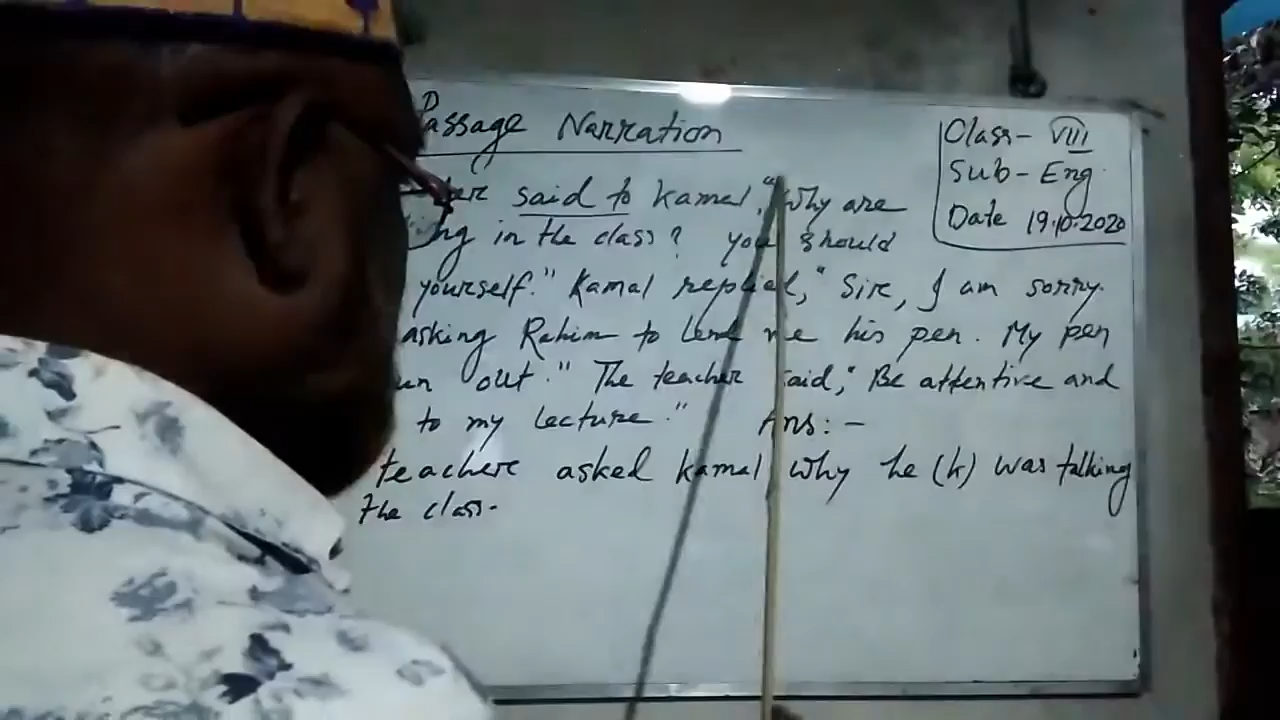 Passage Narration
Class- VIII
Sub- Eng
Date 19.10.2020
said to Kamal, "Why are
in the class? You should
yourself." Kamal replied, "Sir, I am sorry.
asking Rahim to lend me his pen. My pen
out." The teacher said, "Be attentive and
to my lecture." Ans: -
teacher asked Kamal why he (k) was talking
the class.